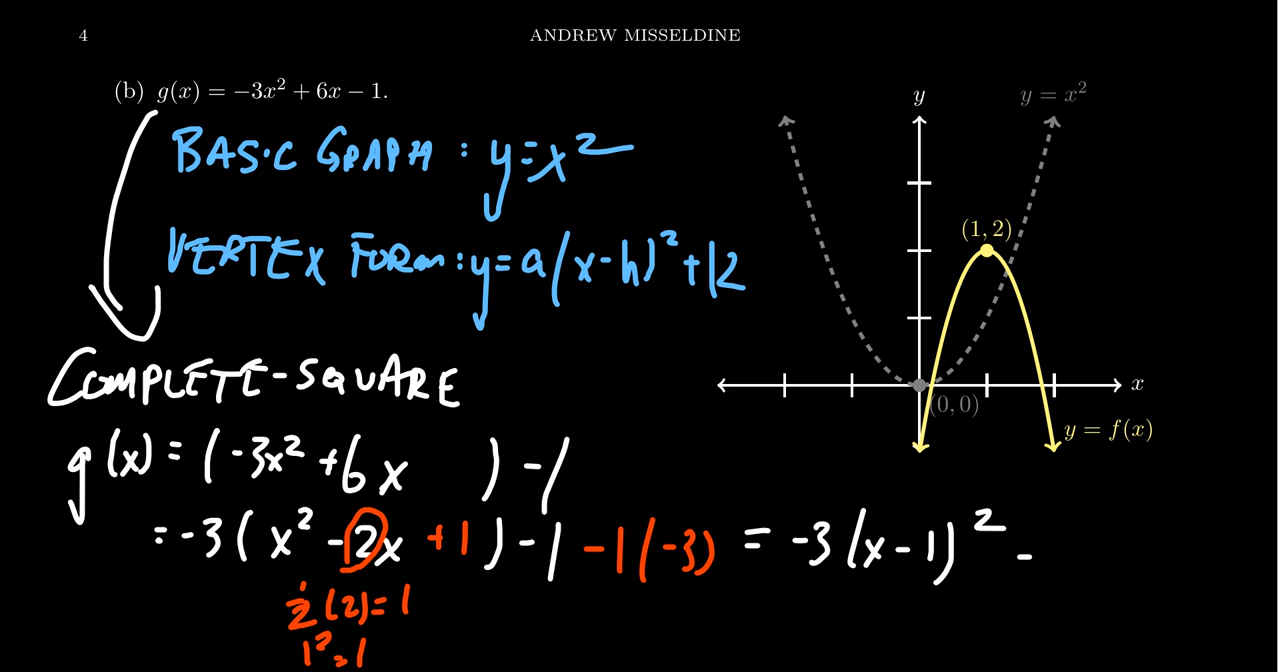 4 ANDREW MISSELDINE
(b) g(x) = −3x² + 6x − 1.
BASIC GRAPH : y=x²
VERTEX FORM : y= a(x-h)²+k
COMPLETE-SQUARE
g(x) = (-3x² +6x ) -1
= -3( x² -2x +1 ) -1 -1(-3) = -3(x-1)² -
½(2)=1
1²=1
y
y = x²
(1, 2)
x
(0, 0)
y = f(x)